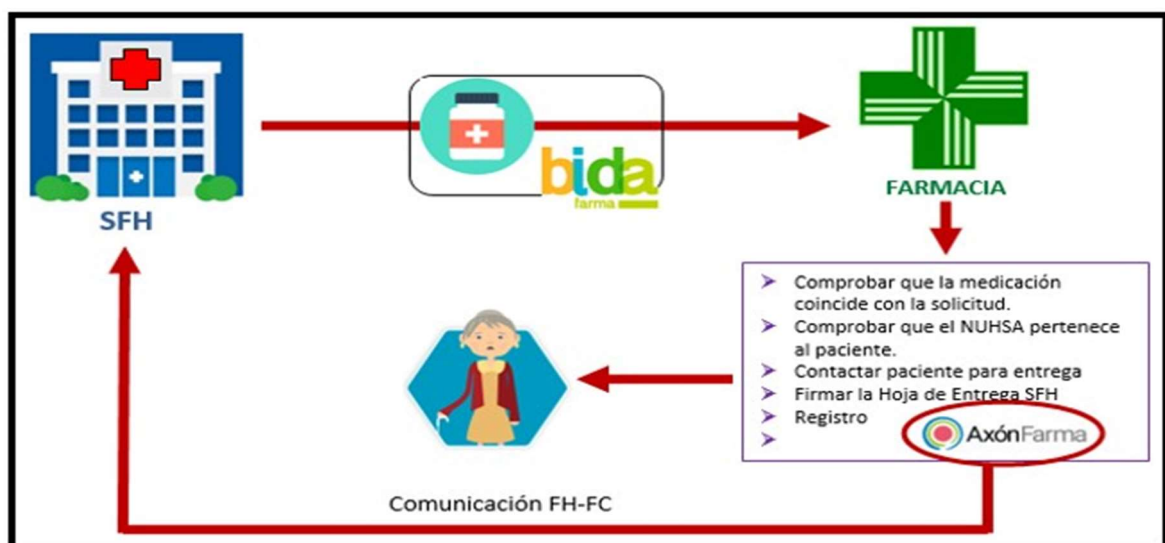 SFH
bida
farma
FARMACIA
Comprobar que la medicación
coincide con la solicitud.
Comprobar que el NUHSA pertenece
al paciente.
Contactar paciente para entrega
Firmar la Hoja de Entrega SFH
Registro
AxónFarma
Comunicación FH-FC